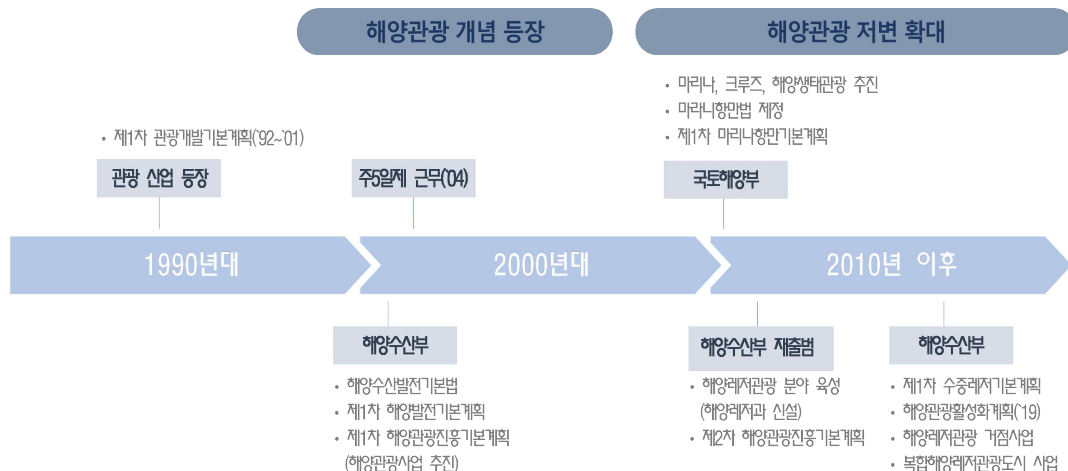 해양관광 개념 등장
해양관광 저변 확대
• 마리나, 크루즈, 해양생태관광 추진
• 마라니항만법 제정
• 제1차 마리나항만기본계획
• 제1차 관광개발기본계획('92~'01)
관광 산업 등장
주5일제 근무('04)
국토해양부
1990년대
2000년대
2010년 이후
해양수산부
• 해양수산발전기본법
• 제1차 해양발전기본계획
• 제1차 해양관광진흥기본계획
(해양관광사업 추진)
해양수산부 재출범
• 해양레저관광 분야 육성
(해양레저과 신설)
• 제2차 해양관광진흥기본계획
해양수산부
• 제1차 수중레저기본계획
• 해양관광활성화계획('19)
• 해양레저관광 거점사업
• 복합해양레저관광도시 사업